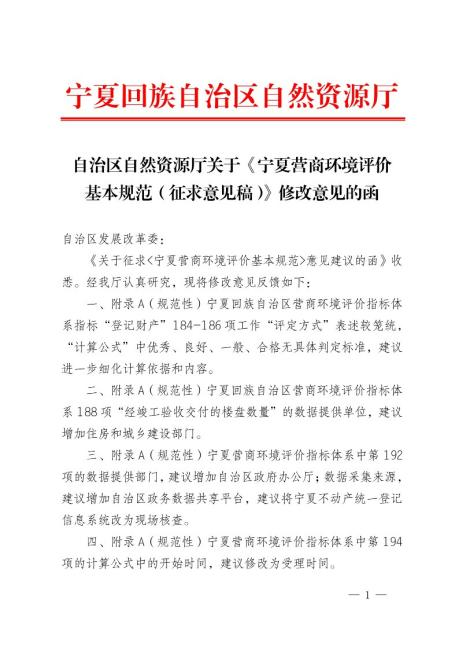 宁夏回族自治区自然资源厅
自治区自然资源厅关于《宁夏营商环境评价
基本规范（征求意见稿）》修改意见的函
自治区发展改革委：
《关于征求<宁夏营商环境评价基本规范>意见建议的函》收
悉。经我厅认真研究，现将修改意见反馈如下：
一、附录A（规范性）宁夏回族自治区营商环境评价指标体
系指标“登记财产”184-186项工作“评定方式”表述较笼统，
“计算公式”中优秀、良好、一般、合格无具体判定标准，建议
进一步细化计算依据和内容。
二、附录A（规范性）宁夏回族自治区营商环境评价指标体
系188项“经竣工验收交付的楼盘数量”的数据提供单位，建议
增加住房和城乡建设部门。
三、附录A（规范性）宁夏营商环境评价指标体系中第192
项的数据提供部门，建议增加自治区政府办公厅；数据采集来源，
建议增加自治区政务数据共享平台，建议将宁夏不动产统一登记
信息系统改为现场核查。
四、附录A（规范性）宁夏营商环境评价指标体系中第194
项的计算公式中的开始时间，建议修改为受理时间。
— 1 —